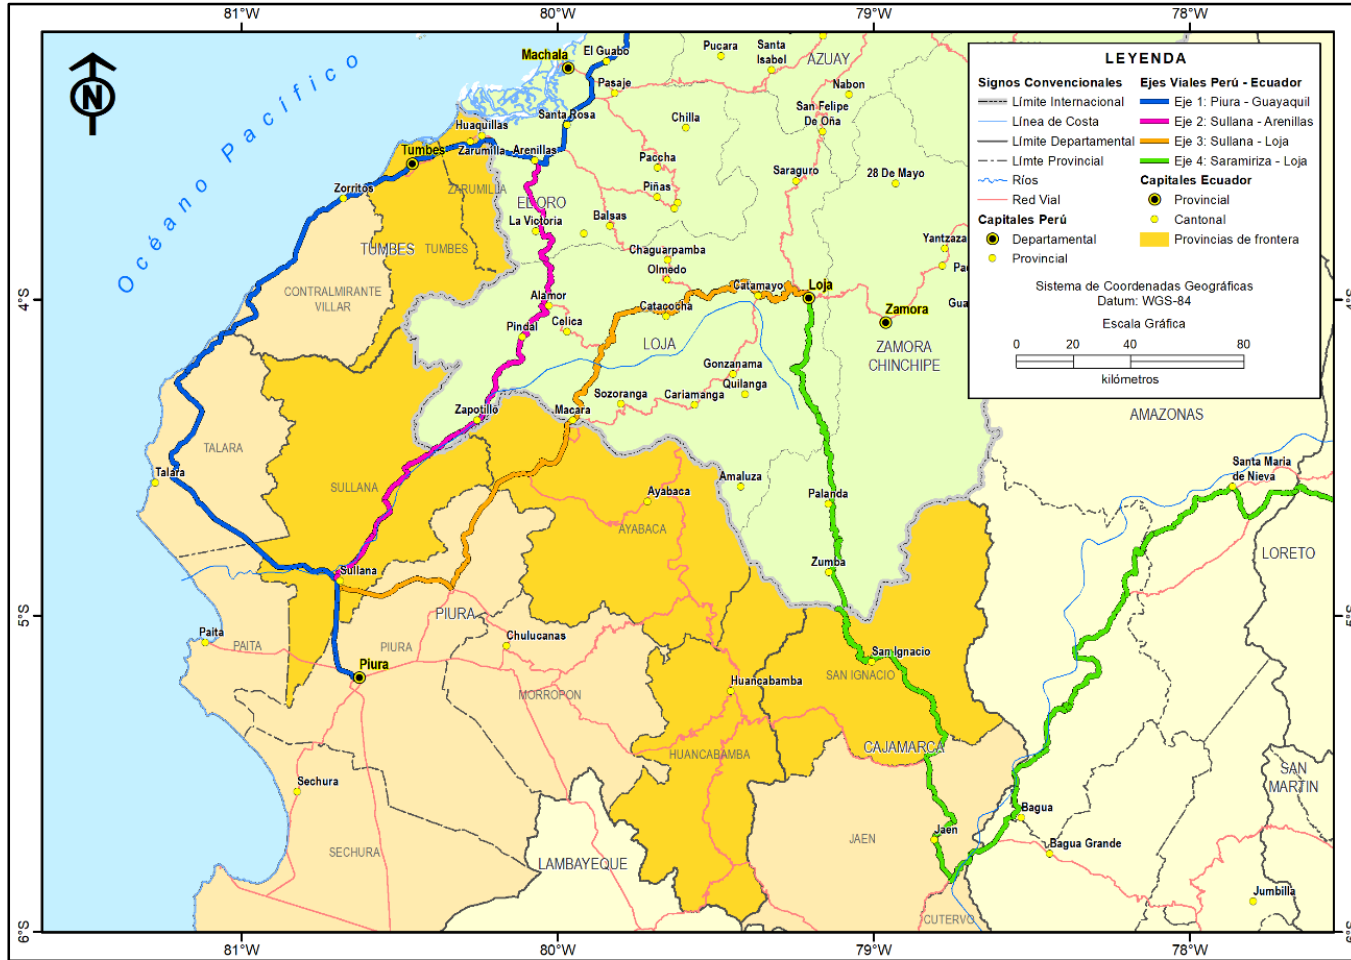 81°W
80°W
79°W
78°W
Océano Pacífico
N
Machala
El Guabo
Pucara
Santa
Isabel
AZUAY
Pasaje
Nabon
San Felipe
De Oña
Santa Rosa
Chilla
Huaquillas
Zarumilla
Arenillas
Tumbes
Paccha
Saraguro
28 De Mayo
Zorritos
ZARUMILLA
Piñas
EL ORO
La Victoria
Balsas
TUMBES
TUMBES
Yantzaza
Chaguarpamba
Olmedo
Catamayo
Loja
CONTRALMIRANTE
VILLAR
4°S
Alamor
Catacocha
Zamora
Pindal
Celica
LOJA
ZAMORA
CHINCHIPE
Gonzanama
Quilanga
Zapotillo
Macara
Sozoranga
Cariamanga
AMAZONAS
TALARA
Talara
SULLANA
Amaluza
Ayabaca
Palanda
Santa Maria
de Nieva
AYABACA
LORETO
Sullana
Zumba
5°S
5°S
PIURA
Paita
PAITA
PIURA
Chulucanas
San Ignacio
SAN IGNACIO
Piura
MORROPON
Huancabamba
HUANCABAMBA
CAJAMARCA
Sechura
SAN
MARTIN
Bagua
SECHURA
JAEN
Jaen
Bagua Grande
LAMBAYEQUE
Jumbilla
CUTERVO
6°S
6°S
81°W
80°W
79°W
78°W
LEYENDA
Signos Convencionales
Límite Internacional
Línea de Costa
Límite Departamental
Límte Provincial
Ríos
Red Vial
Capitales Perú
Departamental
Provincial
Ejes Viales Perú - Ecuador
Eje 1: Piura - Guayaquil
Eje 2: Sullana - Arenillas
Eje 3: Sullana - Loja
Eje 4: Saramiriza - Loja
Capitales Ecuador
Provincial
Cantonal
Provincias de frontera
Sistema de Coordenadas Geográficas
Datum: WGS-84
Escala Gráfica
0 20 40 80
kilómetros